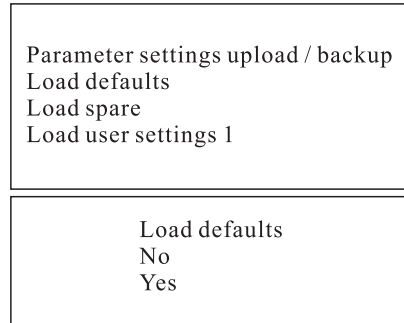 Parameter settings upload / backup
Load defaults
Load spare
Load user settings 1
Load defaults
No
Yes